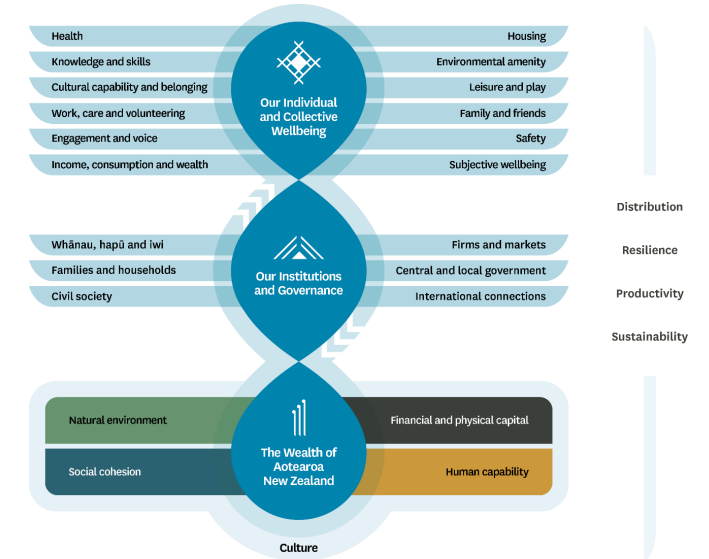 Health
Housing
Knowledge and skills
Environmental amenity
Cultural capability and belonging
Leisure and play
Work, care and volunteering
Family and friends
Engagement and voice
Safety
Income, consumption and wealth
Subjective wellbeing
Our Individual
and Collective
Wellbeing
Whānau, hapū and iwi
Firms and markets
Families and households
Central and local government
Civil society
International connections
Our Institutions
and Governance
Natural environment
Financial and physical capital
Social cohesion
Human capability
The Wealth of
Aotearoa
New Zealand
Culture
Distribution
Resilience
Productivity
Sustainability